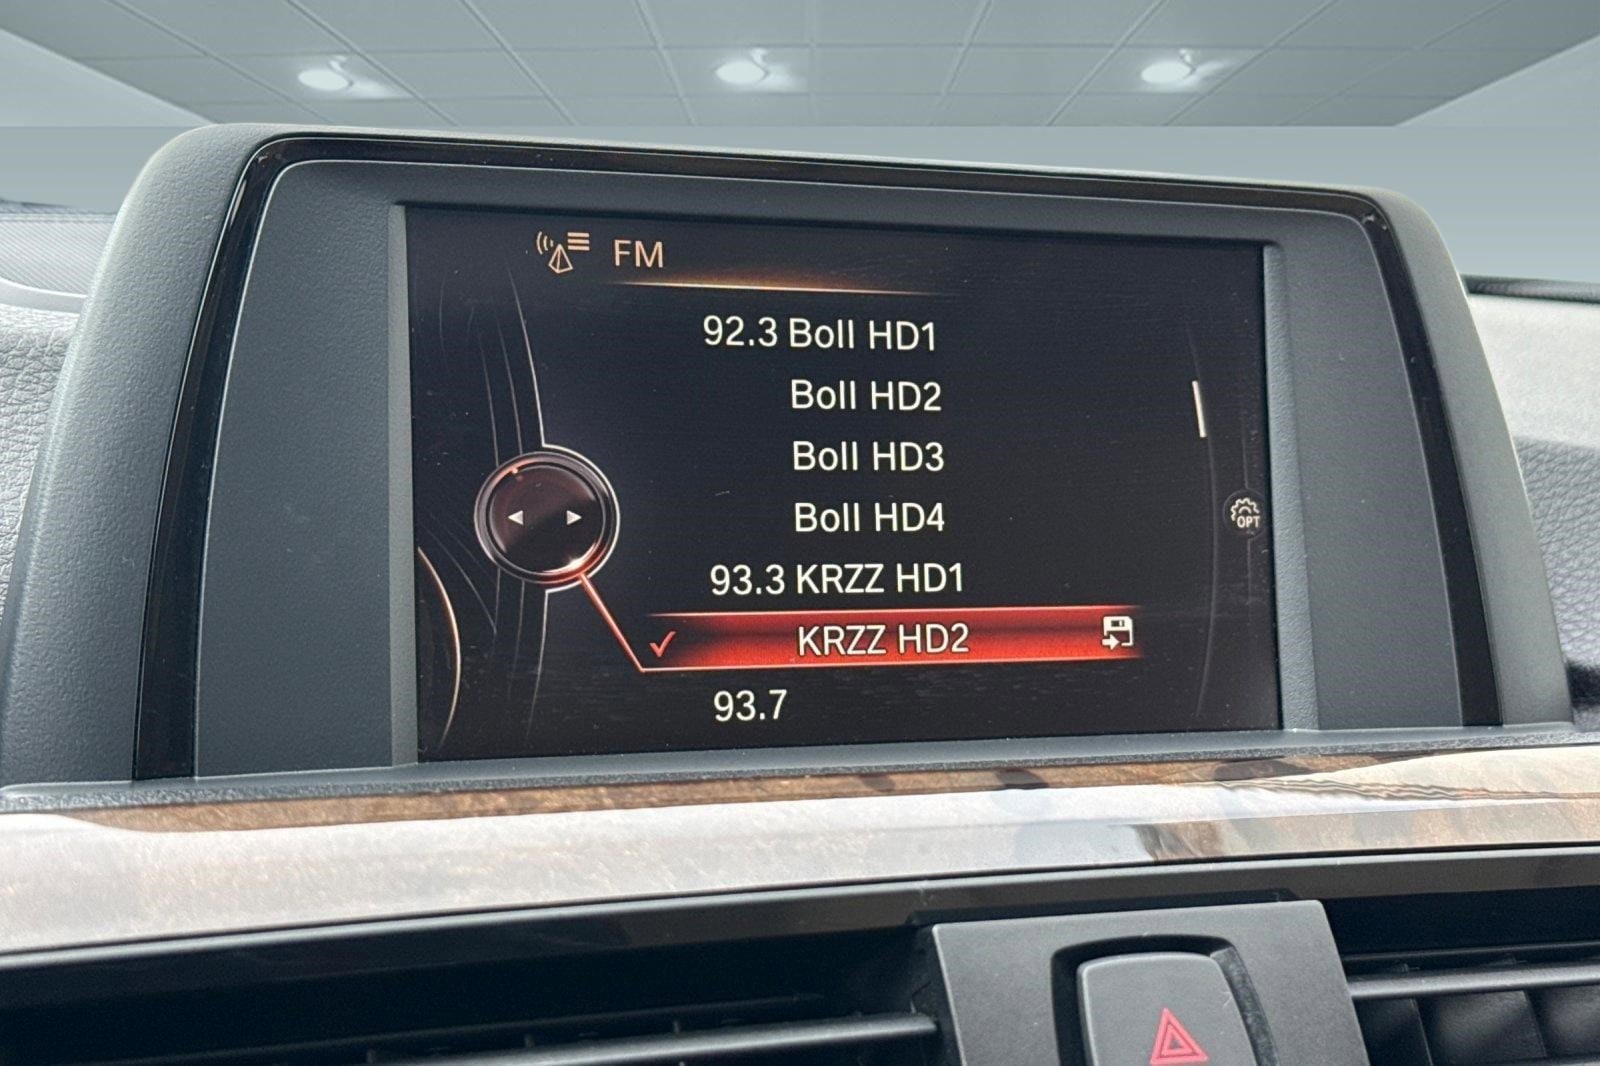 FM
92.3 Boll HD1
Boll HD2
Boll HD3
Boll HD4
93.3 KRZZ HD1
OPT
KRZZ HD2
93.7